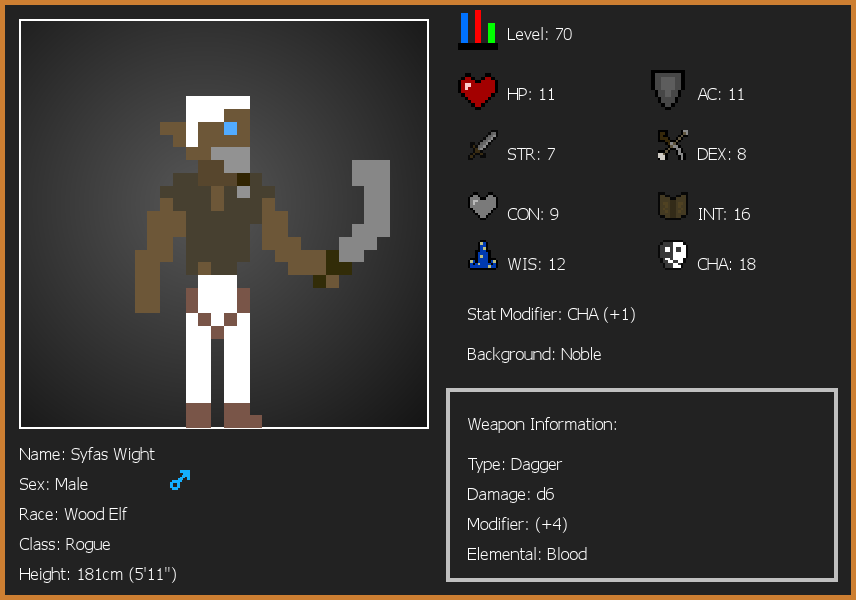 Level: 70
HP: 11
AC: 11
STR: 7
DEX: 8
CON: 9
INT: 16
WIS: 12
CHA: 18
Stat Modifier: CHA (+1)
Background: Noble
Weapon Information:
Type: Dagger
Damage: d6
Modifier: (+4)
Elemental: Blood
Name: Syfas Wight
Sex: Male
Race: Wood Elf
Class: Rogue
Height: 181cm (5'11")